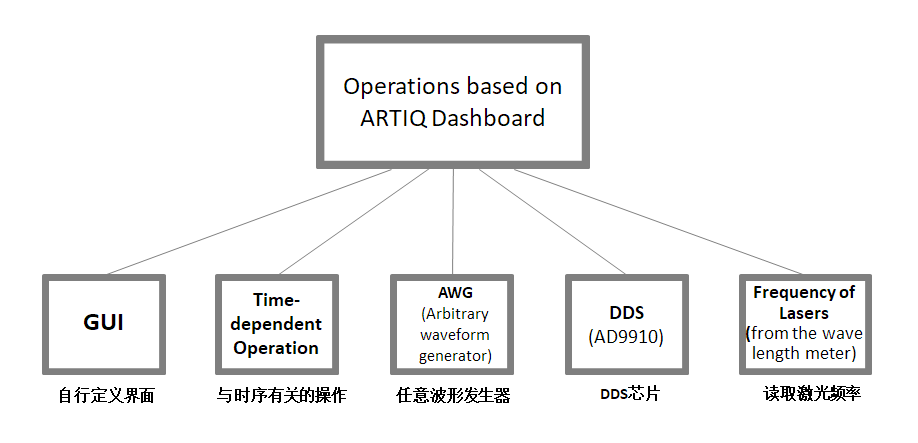 Operations based on
ARTIQ Dashboard
GUI
Time-
dependent
Operation
AWG
(Arbitrary
waveform
generator)
DDS
(AD9910)
Frequency of
Lasers
(from the wave
length meter)
自行定义界面
与时序有关的操作
任意波形发生器
DDS芯片
读取激光频率